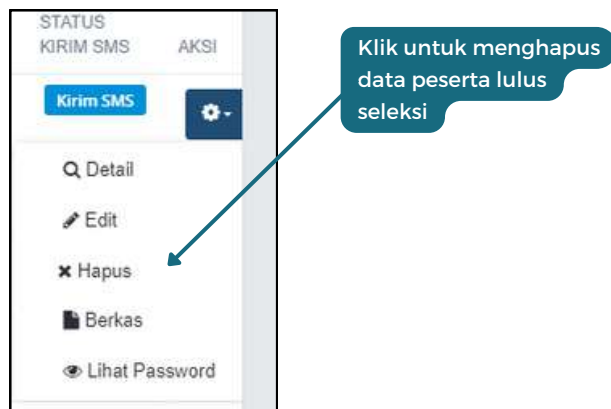 STATUS
KIRIM SMS AKSI
Kirim SMS
Detail
Edit
Hapus
Berkas
Lihat Password
Klik untuk menghapus
data peserta lulus
seleksi